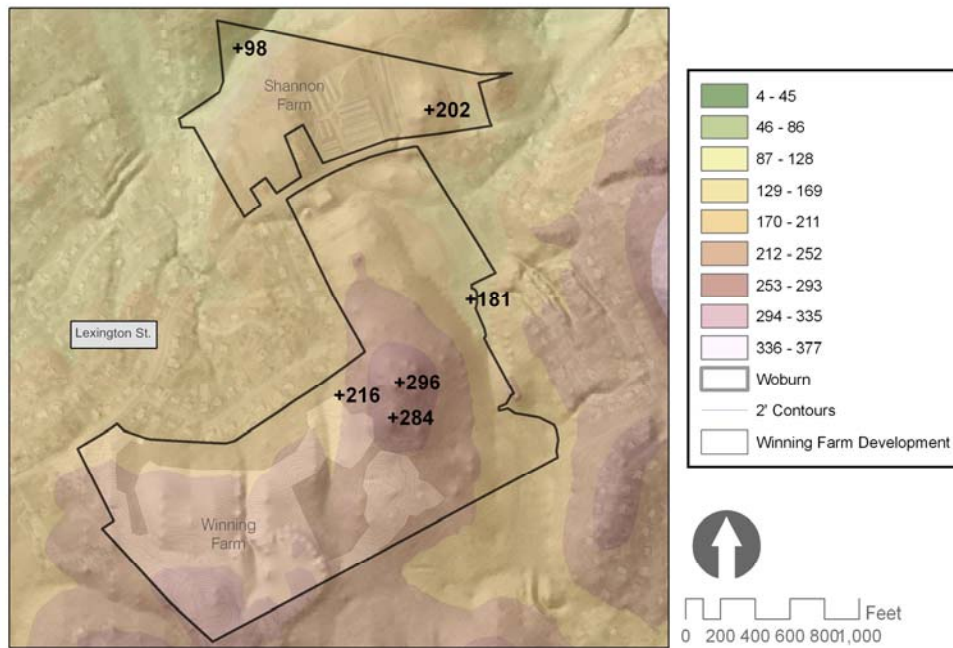 +98
Shannon
Farm
+202
+181
Lexington St.
+296
+216
+284
Winning
Farm
4 - 45
46 - 86
87 - 128
129 - 169
170 - 211
212 - 252
253 - 293
294 - 335
336 - 377
Woburn
2' Contours
Winning Farm Development
Feet
0 200 400 600 800 1,000